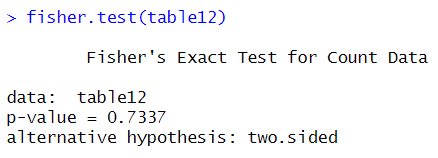 > fisher.test(table12)
Fisher's Exact Test for Count Data
data:  table12
p-value = 0.7337
alternative hypothesis: two.sided